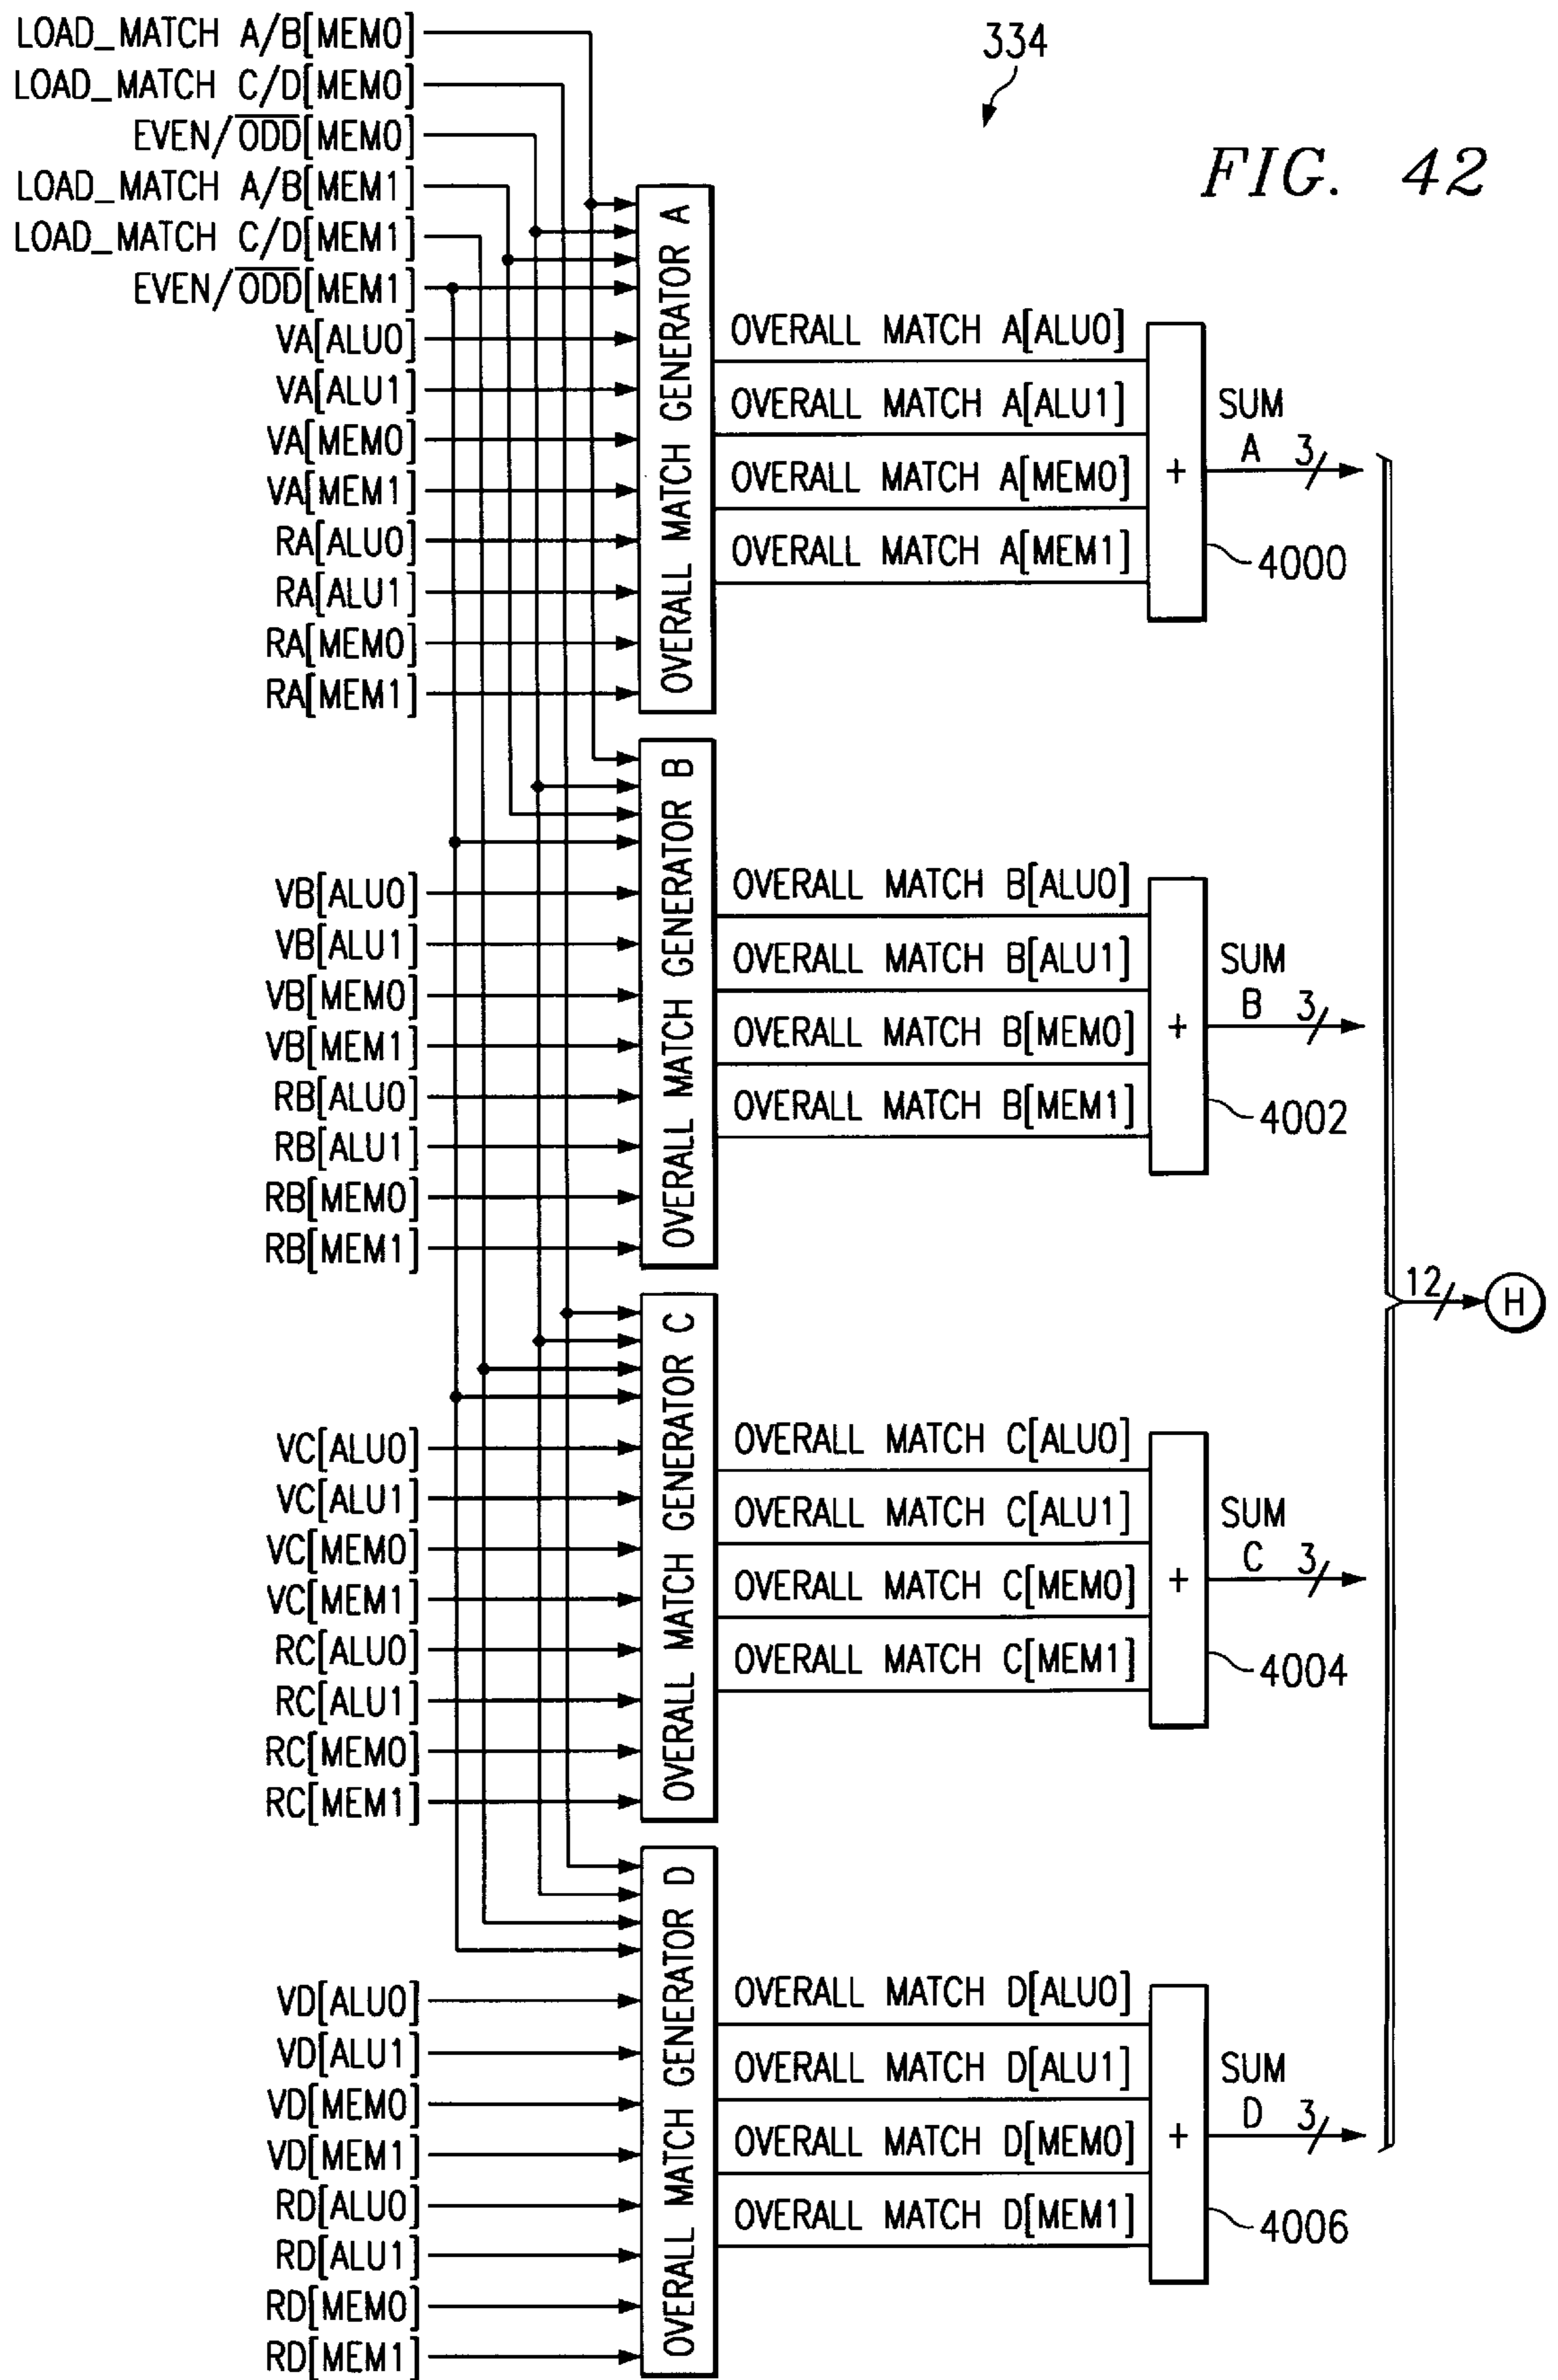 334
FIG. 42
LOAD_MATCH A/B[MEM0]
LOAD_MATCH C/D[MEM0]
EVEN/O̅D̅D̅[MEM0]
LOAD_MATCH A/B[MEM1]
LOAD_MATCH C/D[MEM1]
EVEN/O̅D̅D̅[MEM1]
VA[ALU0]
VA[ALU1]
VA[MEM0]
VA[MEM1]
RA[ALU0]
RA[ALU1]
RA[MEM0]
RA[MEM1]
OVERALL MATCH GENERATOR A
OVERALL MATCH A[ALU0]
OVERALL MATCH A[ALU1]
OVERALL MATCH A[MEM0]
OVERALL MATCH A[MEM1]
+
SUM
A 3
4000
VB[ALU0]
VB[ALU1]
VB[MEM0]
VB[MEM1]
RB[ALU0]
RB[ALU1]
RB[MEM0]
RB[MEM1]
OVERALL MATCH GENERATOR B
OVERALL MATCH B[ALU0]
OVERALL MATCH B[ALU1]
OVERALL MATCH B[MEM0]
OVERALL MATCH B[MEM1]
+
SUM
B 3
4002
12
H
VC[ALU0]
VC[ALU1]
VC[MEM0]
VC[MEM1]
RC[ALU0]
RC[ALU1]
RC[MEM0]
RC[MEM1]
OVERALL MATCH GENERATOR C
OVERALL MATCH C[ALU0]
OVERALL MATCH C[ALU1]
OVERALL MATCH C[MEM0]
OVERALL MATCH C[MEM1]
+
SUM
C 3
4004
VD[ALU0]
VD[ALU1]
VD[MEM0]
VD[MEM1]
RD[ALU0]
RD[ALU1]
RD[MEM0]
RD[MEM1]
OVERALL MATCH GENERATOR D
OVERALL MATCH D[ALU0]
OVERALL MATCH D[ALU1]
OVERALL MATCH D[MEM0]
OVERALL MATCH D[MEM1]
+
SUM
D 3
4006